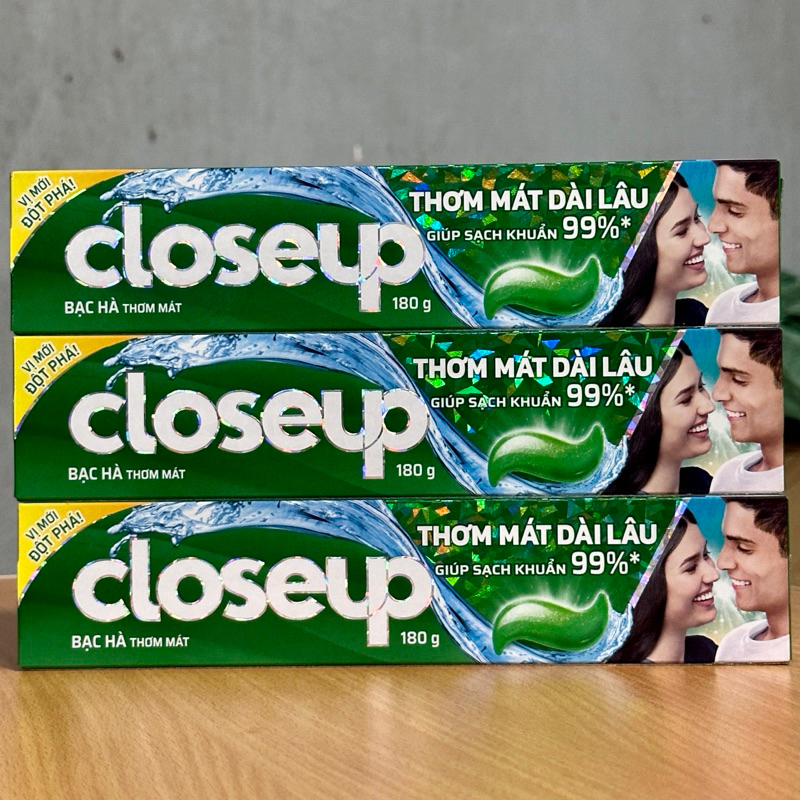 VỊ MỚI
ĐỘT PHÁ!
closeup
BẠC HÀ THƠM MÁT
180 g
THƠM MÁT DÀI LÂU
GIÚP SẠCH KHUẨN 99%*
VỊ MỚI
ĐỘT PHÁ!
closeup
BẠC HÀ THƠM MÁT
180 g
THƠM MÁT DÀI LÂU
GIÚP SẠCH KHUẨN 99%*
VỊ MỚI
ĐỘT PHÁ!
closeup
BẠC HÀ THƠM MÁT
180 g
THƠM MÁT DÀI LÂU
GIÚP SẠCH KHUẨN 99%*